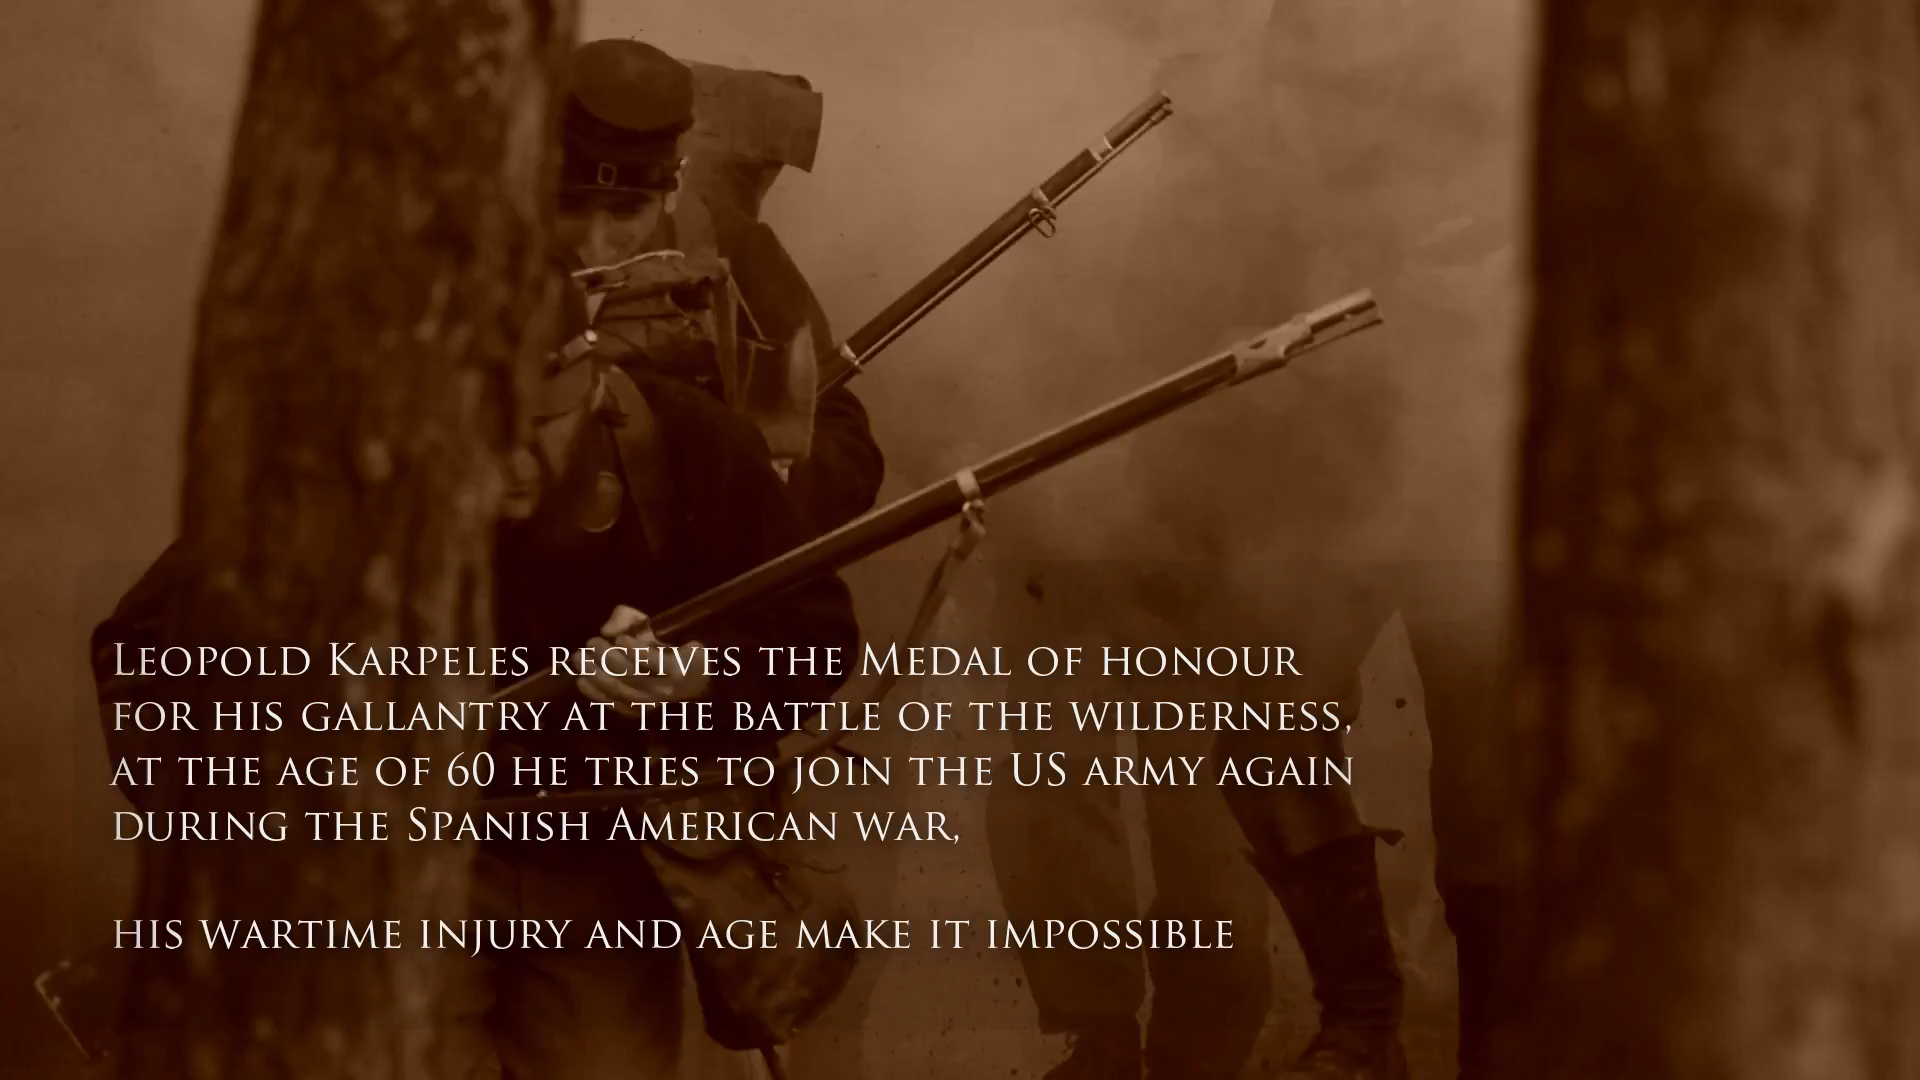 Leopold Karpeles receives the Medal of honour
for his gallantry at the battle of the wilderness,
at the age of 60 he tries to join the US army again
during the Spanish American war,
his wartime injury and age make it impossible